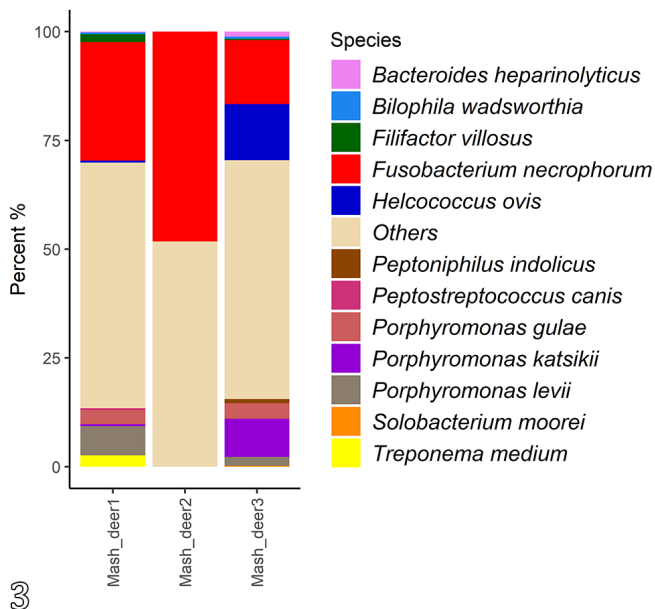 100
75
50
25
0
Percent %
Mash_deer1
Mash_deer2
Mash_deer3
Species
Bacteroides heparinolyticus
Bilophila wadsworthia
Filifactor villosus
Fusobacterium necrophorum
Helcococcus ovis
Others
Peptoniphilus indolicus
Peptostreptococcus canis
Porphyromonas gulae
Porphyromonas katsikii
Porphyromonas levii
Solobacterium moorei
Treponema medium
3